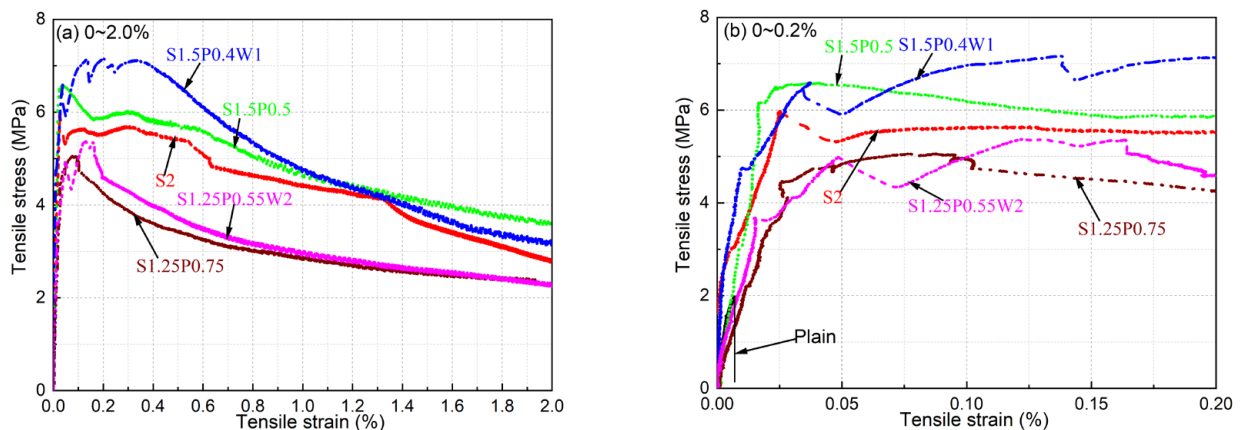 (a) 0~2.0%
S1.5P0.4W1
S1.5P0.5
S2
S1.25P0.55W2
S1.25P0.75
Tensile stress (MPa)
8
6
4
2
0
0.0 0.2 0.4 0.6 0.8 1.0 1.2 1.4 1.6 1.8 2.0
Tensile strain (%)
(b) 0~0.2%
S1.5P0.5
S1.5P0.4W1
S2
S1.25P0.55W2
S1.25P0.75
Plain
Tensile stress (MPa)
8
6
4
2
0
0.00 0.05 0.10 0.15 0.20
Tensile strain (%)